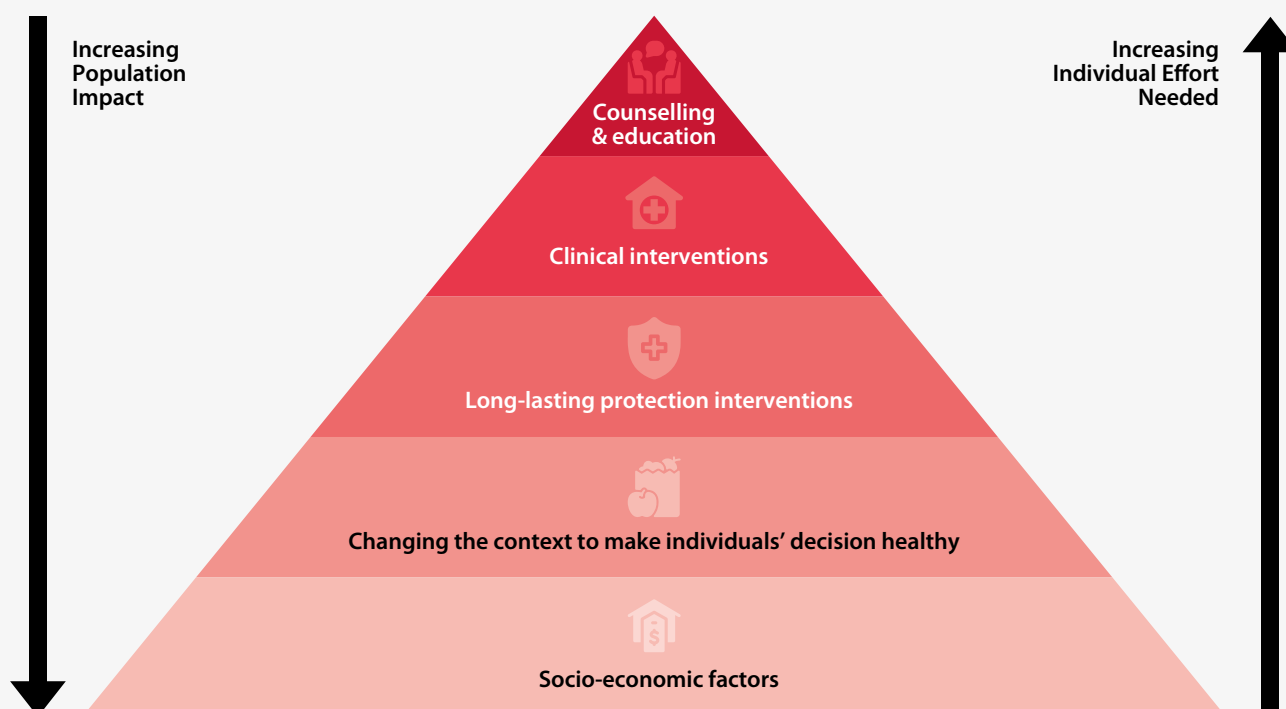 Increasing
Population
Impact
Increasing
Individual Effort
Needed
Counselling
& education
Clinical interventions
Long-lasting protection interventions
Changing the context to make individuals’ decision healthy
$
Socio-economic factors